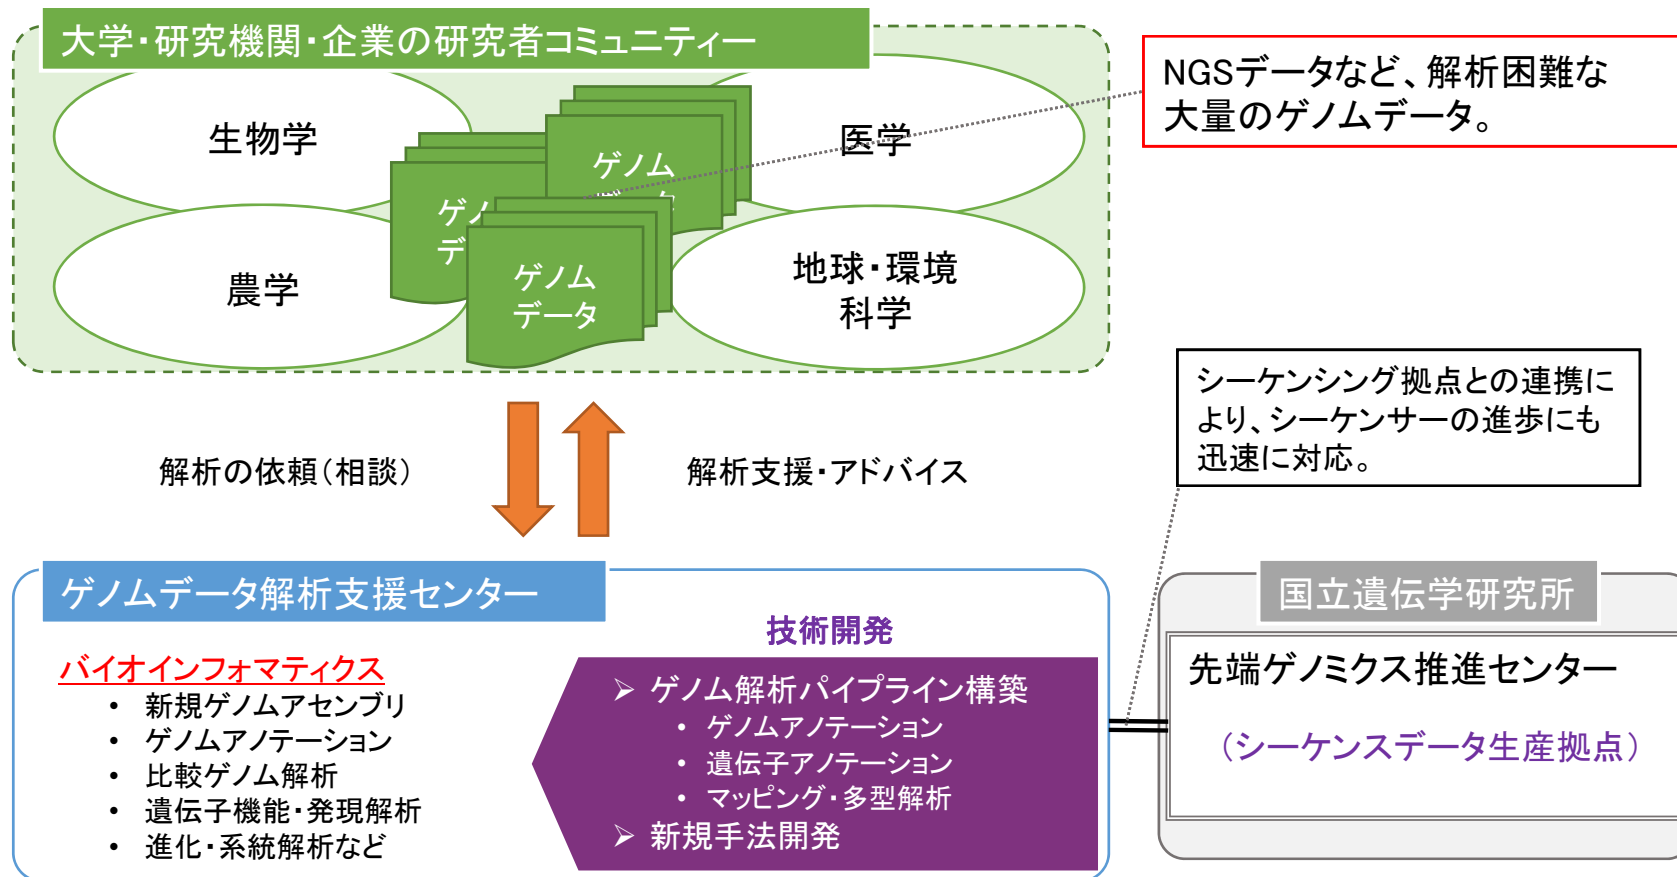 大学・研究機関・企業の研究者コミュニティー
NGSデータなど、解析困難な
大量のゲノムデータ。
生物学
医学
ゲノム
ゲノム
デ
農学
ゲノム
データ
地球・環境
科学
シーケンシング拠点との連携に
より、シーケンサーの進歩にも
迅速に対応。
解析の依頼（相談）
解析支援・アドバイス
ゲノムデータ解析支援センター
国立遺伝学研究所
技術開発
バイオインフォマティクス
• 新規ゲノムアセンブリ
• ゲノムアノテーション
• 比較ゲノム解析
• 遺伝子機能・発現解析
• 進化・系統解析など
➢ ゲノム解析パイプライン構築
• ゲノムアノテーション
• 遺伝子アノテーション
• マッピング・多型解析
➢ 新規手法開発
先端ゲノミクス推進センター
（シーケンスデータ生産拠点）